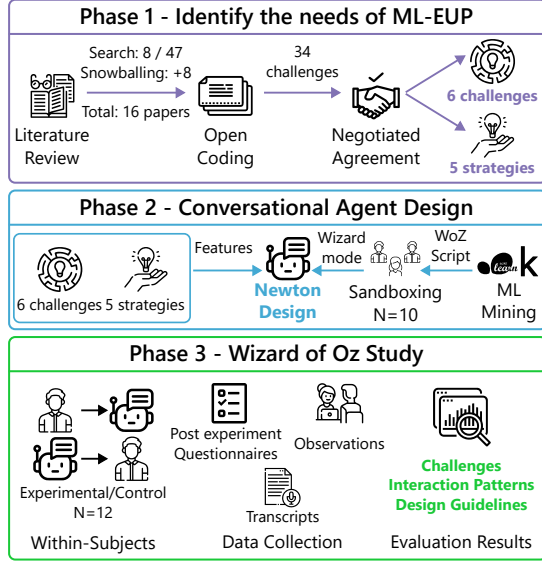 Phase 1 - Identify the needs of ML-EUP
Search: 8 / 47
Snowballing: +8
Total: 16 papers
34
challenges
Literature
Review
Open
Coding
Negotiated
Agreement
6 challenges
5 strategies
Phase 2 - Conversational Agent Design
6 challenges
5 strategies
Features
Newton
Design
Wizard
mode
Sandboxing
N=10
WoZ
Script
learn
k
ML
Mining
Phase 3 - Wizard of Oz Study
Experimental/Control
N=12
Within-Subjects
Post experiment
Questionnaires
Observations
Transcripts
Data Collection
Challenges
Interaction Patterns
Design Guidelines
Evaluation Results